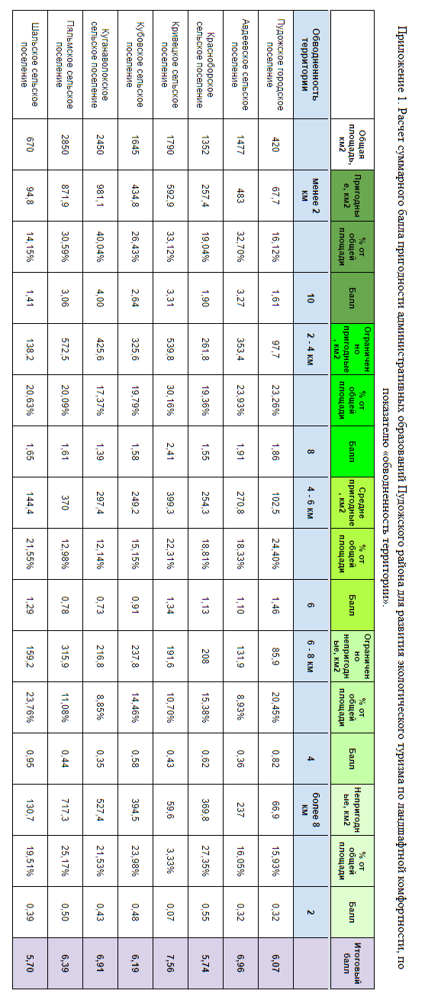 Приложение 1. Расчет суммарного балла пригодности административных образований Пудожского района для развития экологического туризма по ландшафтной комфортности, по
показателю «обводненность территории».
Общая площадь, км2 | Пригодны е, км2 | % от общей площади | Балл | Ограничен но пригодные , км2 | % от общей площади | Балл | Средне пригодные , км2 | % от общей площади | Балл | Ограничен но непригодн ые, км2 | % от общей площади | Балл | Непригодн ые, км2 | % от общей площади | Балл | Итоговый балл
Обводненность территории | менее 2 км | 10 | 2 - 4 км | 8 | 4 - 6 км | 6 | 6 - 8 км | 4 | более 8 км | 2
Пудожское городское поселение | 420 | 67,7 | 16,12% | 1,61 | 97,7 | 23,26% | 1,86 | 102,5 | 24,40% | 1,46 | 85,9 | 20,45% | 0,82 | 66,9 | 15,93% | 0,32 | 6,07
Авдеевское сельское поселение | 1477 | 483 | 32,70% | 3,27 | 353,4 | 23,93% | 1,91 | 270,8 | 18,33% | 1,10 | 131,9 | 8,93% | 0,36 | 237 | 16,05% | 0,32 | 6,96
Красноборское сельское поселение | 1352 | 257,4 | 19,04% | 1,90 | 261,8 | 19,36% | 1,55 | 254,3 | 18,81% | 1,13 | 208 | 15,38% | 0,62 | 369,8 | 27,35% | 0,55 | 5,74
Кривецкое сельское поселение | 1790 | 592,9 | 33,12% | 3,31 | 539,8 | 30,16% | 2,41 | 399,3 | 22,31% | 1,34 | 191,6 | 10,70% | 0,43 | 59,6 | 3,33% | 0,07 | 7,56
Кубовское сельское поселение | 1645 | 434,8 | 26,43% | 2,64 | 325,6 | 19,79% | 1,58 | 249,2 | 15,15% | 0,91 | 237,8 | 14,46% | 0,58 | 394,5 | 23,98% | 0,48 | 6,19
Куганаволокское сельское поселение | 2450 | 981,1 | 40,04% | 4,00 | 425,6 | 17,37% | 1,39 | 297,4 | 12,14% | 0,73 | 216,8 | 8,85% | 0,35 | 527,4 | 21,53% | 0,43 | 6,91
Пяльмское сельское поселение | 2850 | 871,9 | 30,59% | 3,06 | 572,5 | 20,09% | 1,61 | 370 | 12,98% | 0,78 | 315,9 | 11,08% | 0,44 | 717,3 | 25,17% | 0,50 | 6,39
Шальское сельское поселение | 670 | 94,8 | 14,15% | 1,41 | 138,2 | 20,63% | 1,65 | 144,4 | 21,55% | 1,29 | 159,2 | 23,76% | 0,95 | 130,7 | 19,51% | 0,39 | 5,70